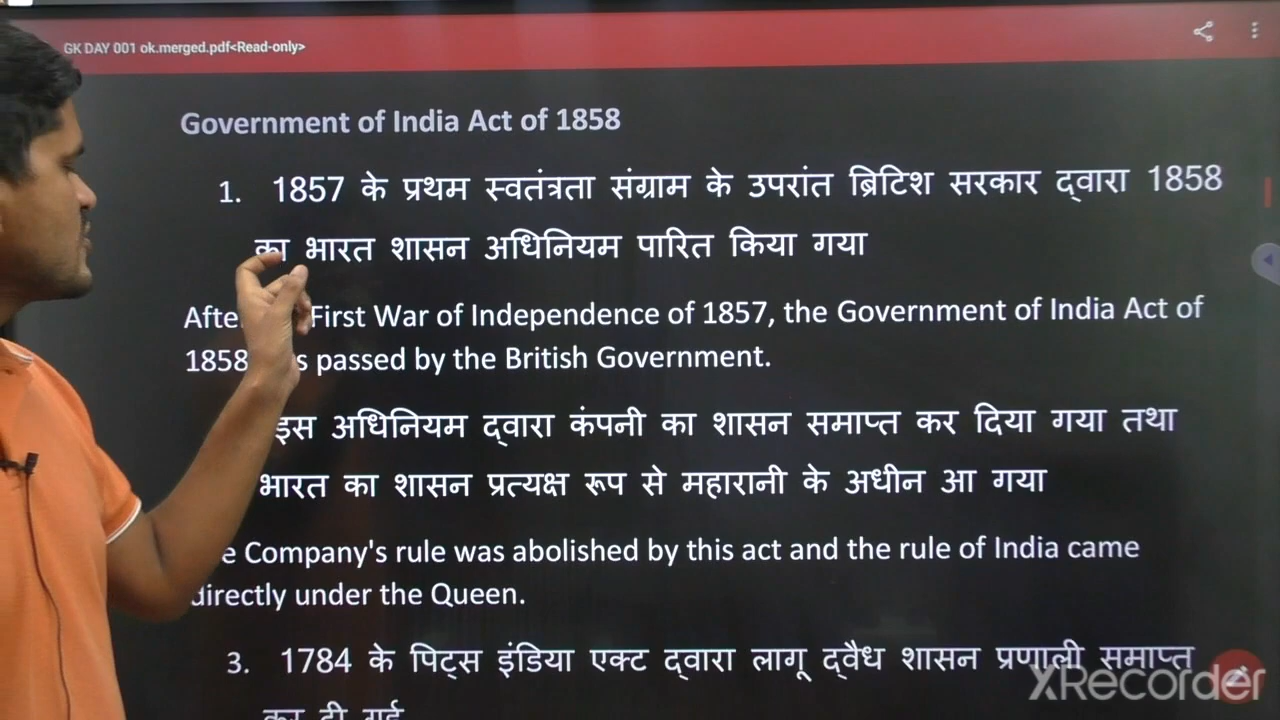 GK DAY 001 ok.merged.pdf<Read-only>
Government of India Act of 1858
1. 1857 के प्रथम स्वतंत्रता संग्राम के उपरांत ब्रिटिश सरकार द्वारा 1858
का भारत शासन अधिनियम पारित किया गया
First War of Independence of 1857, the Government of India Act of
1858 passed by the British Government.
इस अधिनियम द्वारा कंपनी का शासन समाप्त कर दिया गया तथा
भारत का शासन प्रत्यक्ष रूप से महारानी के अधीन आ गया
Company's rule was abolished by this act and the rule of India came
directly under the Queen.
3. 1784 के पिट्स इंडिया एक्ट द्वारा लागू द्वैध शासन प्रणाली समाप्त
कर दी गई
XRecorder